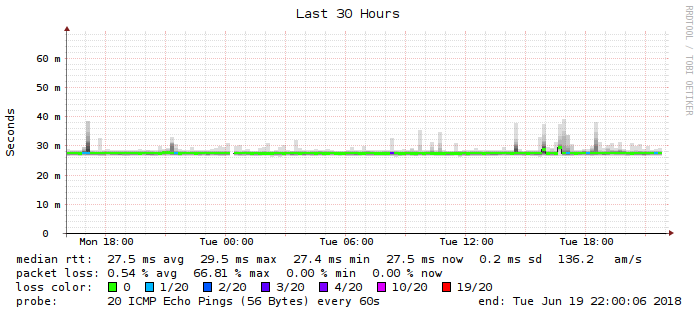 Last 30 Hours
RRDTOOL / TOBI OETIKER
Seconds
60 m
50 m
40 m
30 m
20 m
10 m
0
Mon 18:00 Tue 00:00 Tue 06:00 Tue 12:00 Tue 18:00
median rtt: 27.5 ms avg 29.5 ms max 27.4 ms min 27.5 ms now 0.2 ms sd 136.2 am/s
packet loss: 0.54 % avg 66.81 % max 0.00 % min 0.00 % now
loss color: 0 1/20 2/20 3/20 4/20 10/20 19/20
probe: 20 ICMP Echo Pings (56 Bytes) every 60s end: Tue Jun 19 22:00:06 2018